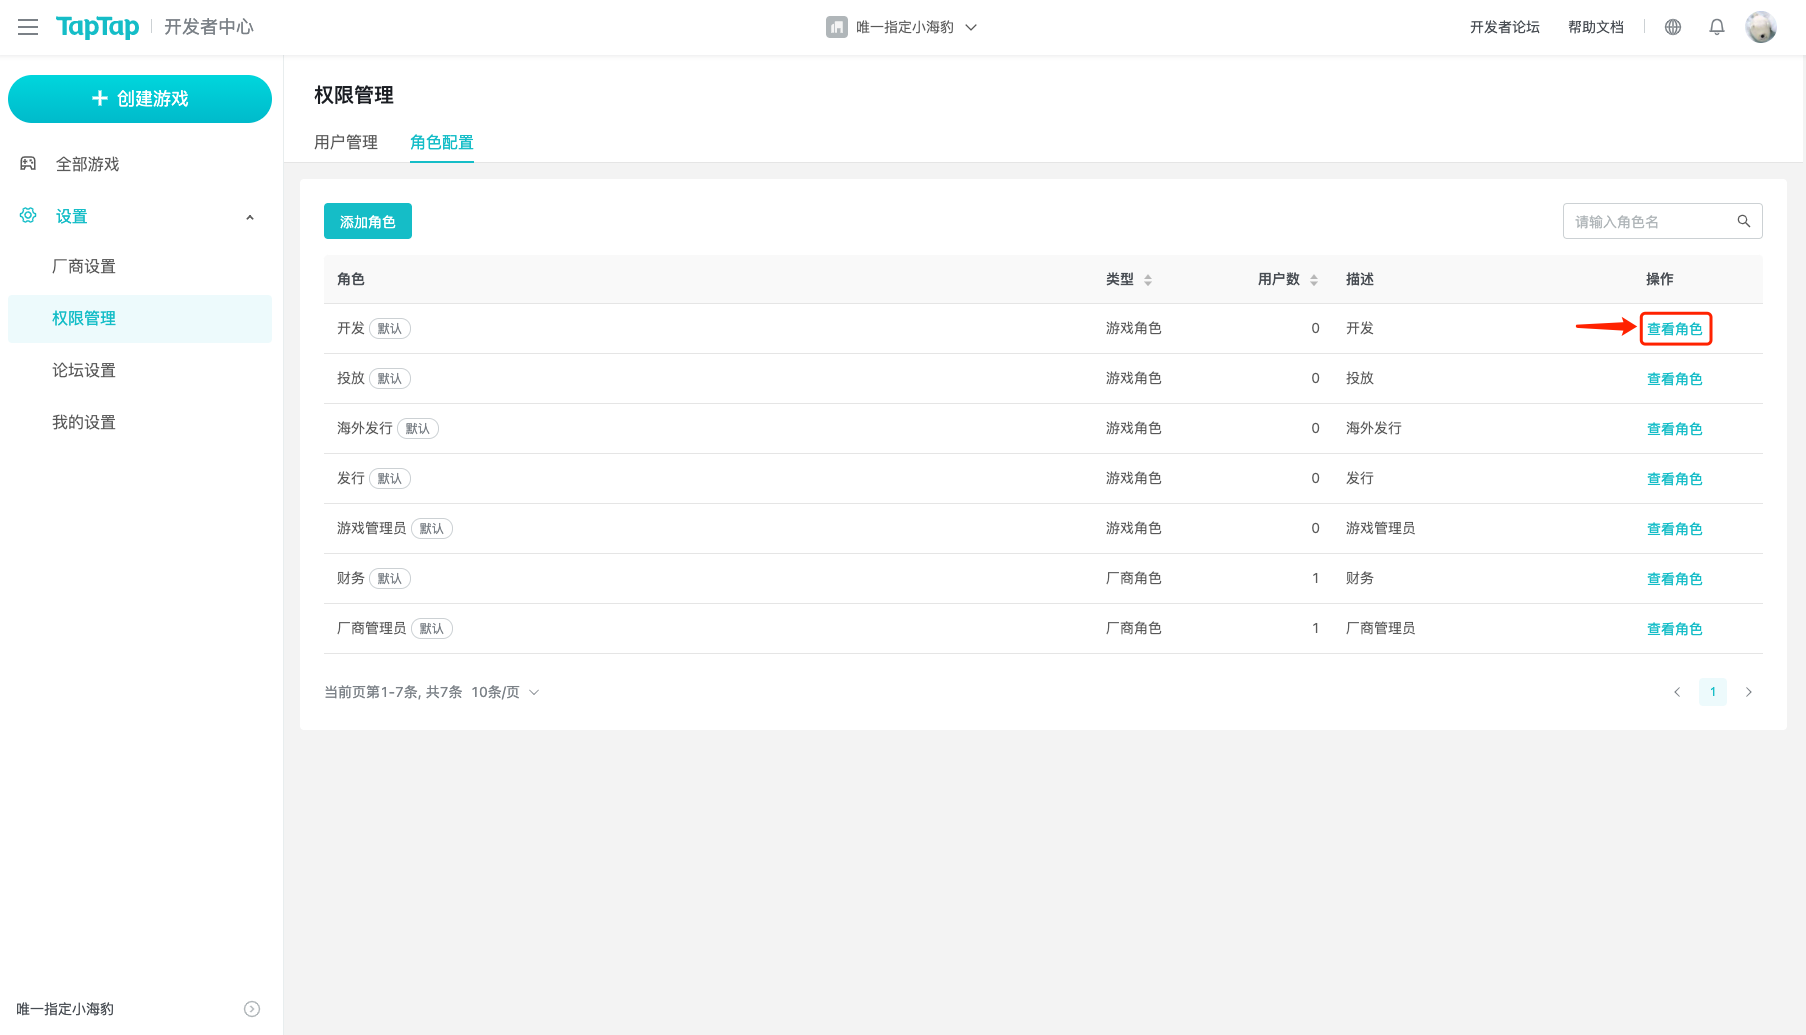 TapTap 开发者中心 唯一指定小海豹 开发者论坛 帮助文档
创建游戏
全部游戏
设置
厂商设置
权限管理
论坛设置
我的设置
唯一指定小海豹
权限管理
用户管理 角色配置
添加角色 请输入角色名
角色 类型 用户数 描述 操作
开发 默认 游戏角色 0 开发 查看角色
投放 默认 游戏角色 0 投放 查看角色
海外发行 默认 游戏角色 0 海外发行 查看角色
发行 默认 游戏角色 0 发行 查看角色
游戏管理员 默认 游戏角色 0 游戏管理员 查看角色
财务 默认 厂商角色 1 财务 查看角色
厂商管理员 默认 厂商角色 1 厂商管理员 查看角色
当前页第1-7条, 共7条 10条/页 1